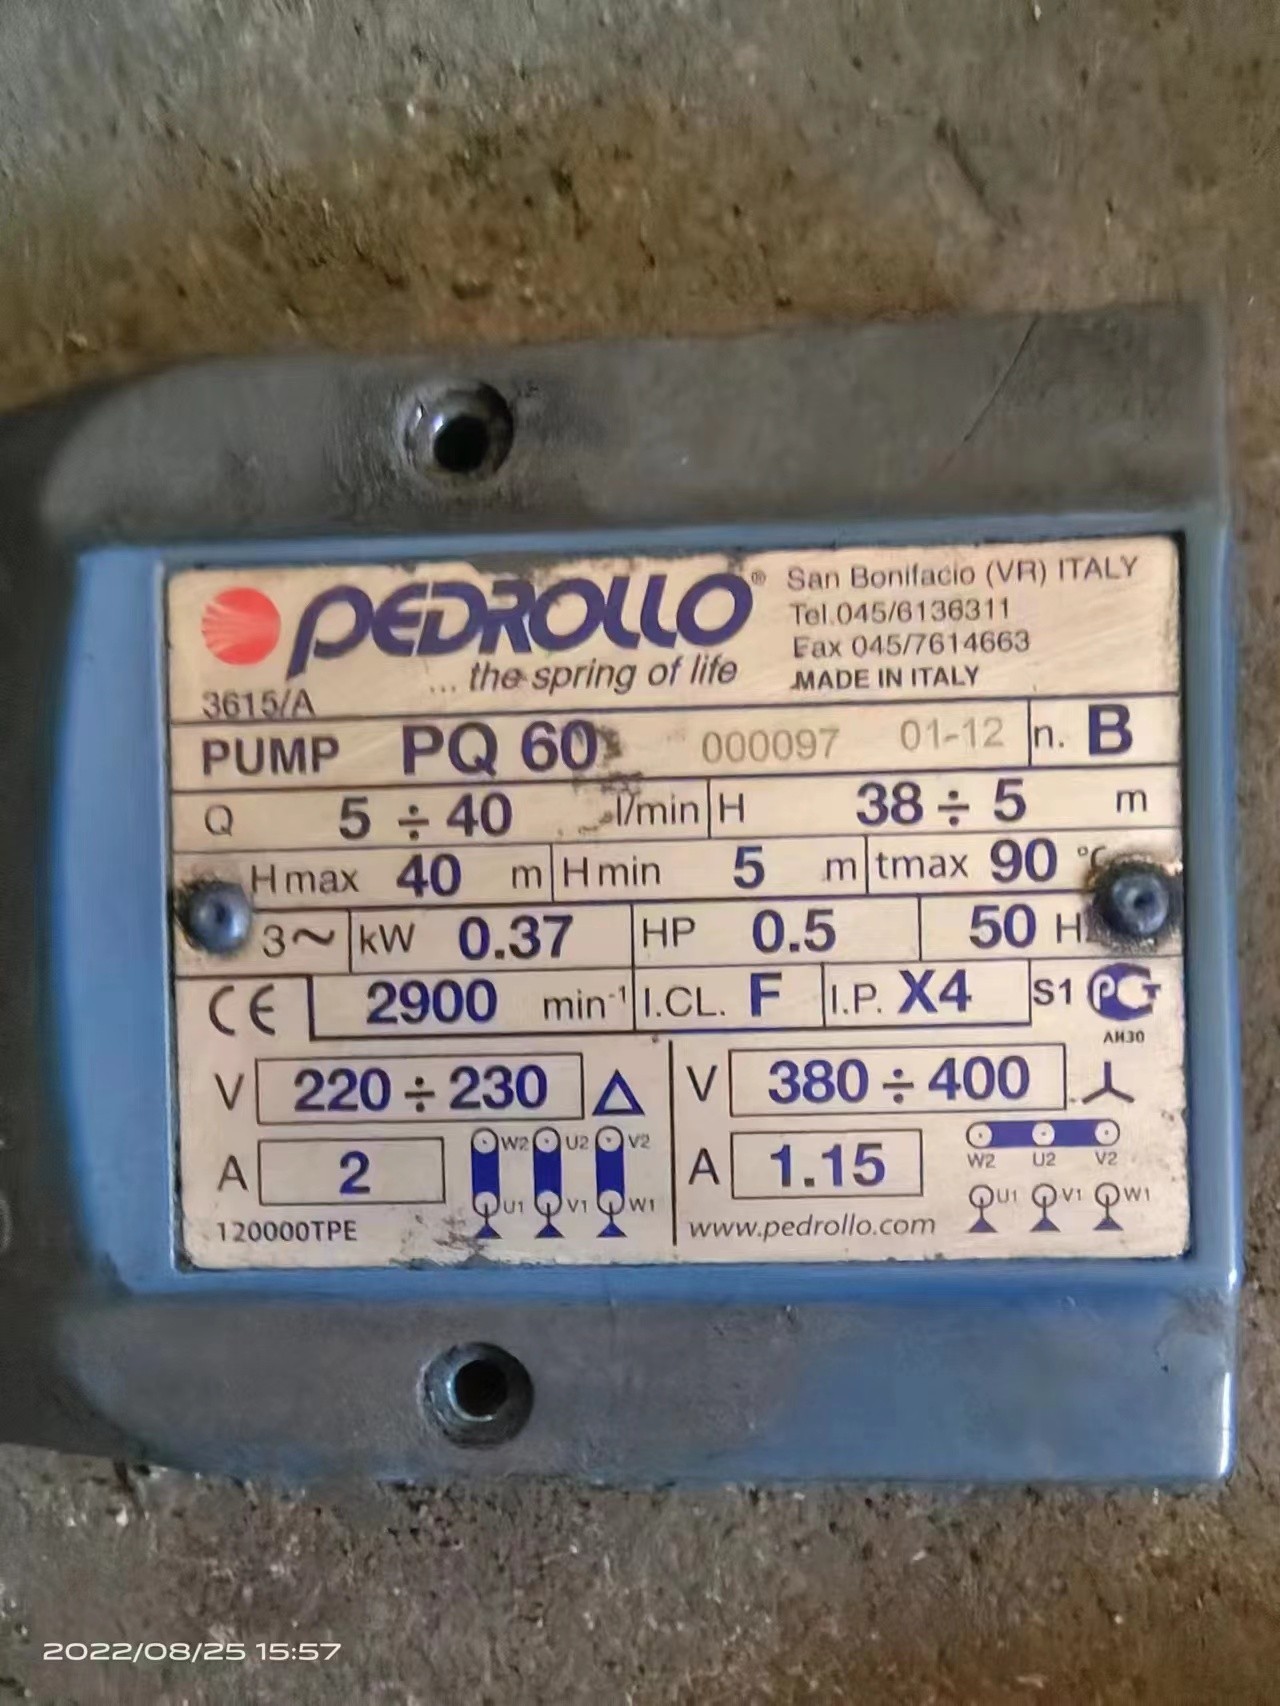 PEDROLLO® San Bonifacio (VR) ITALY
Tel.045/6136311
Fax 045/7614663
... the spring of life MADE IN ITALY
3615/A
PUMP PQ 60 000097 01-12 n. B
Q 5 ÷ 40 l/min H 38 ÷ 5 m
H max 40 m H min 5 m tmax 90 °C
3~ kW 0.37 HP 0.5 50 H
CE 2900 min⁻¹ I.CL. F I.P. X4 S1 PCT
АИ30
V 220 ÷ 230 Δ V 380 ÷ 400
A 2 W2 U2 V2 A 1.15 W2 U2 V2
U1 V1 W1 U1 V1 W1
120000TPE www.pedrollo.com
2022/08/25 15:57